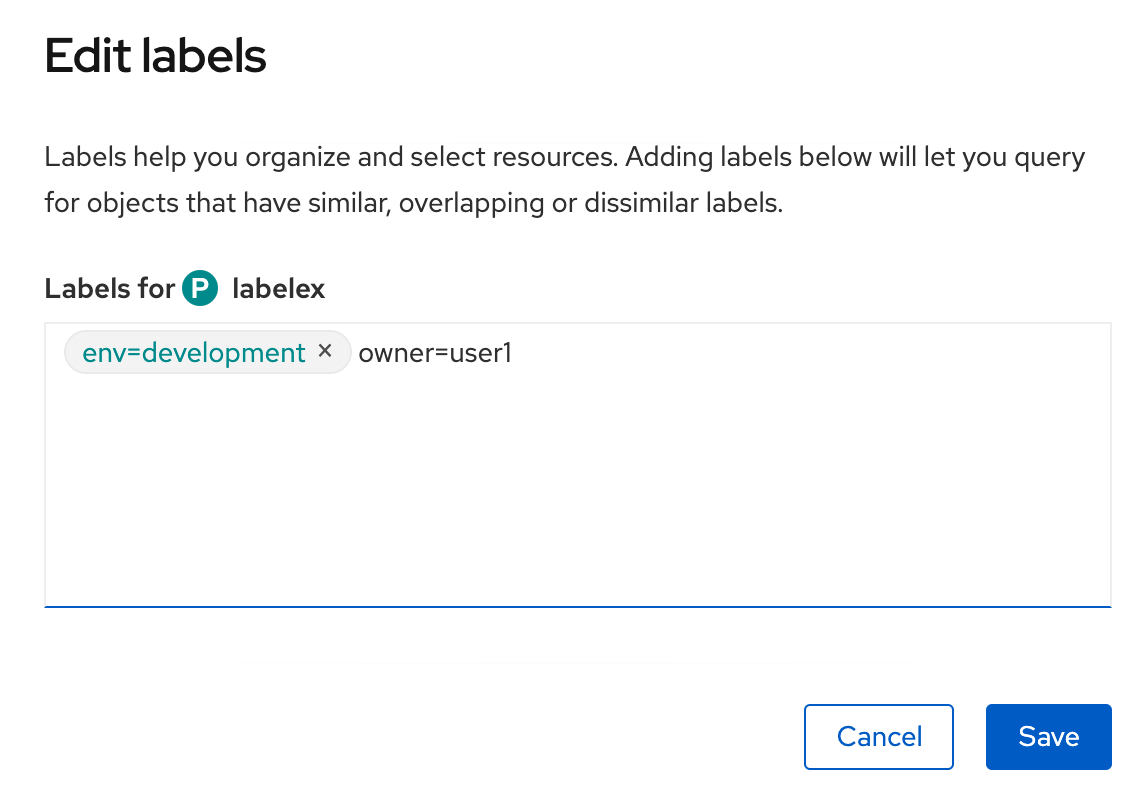 Edit labels
Labels help you organize and select resources. Adding labels below will let you query
for objects that have similar, overlapping or dissimilar labels.
Labels for P labelex
env=development × owner=user1
Cancel Save